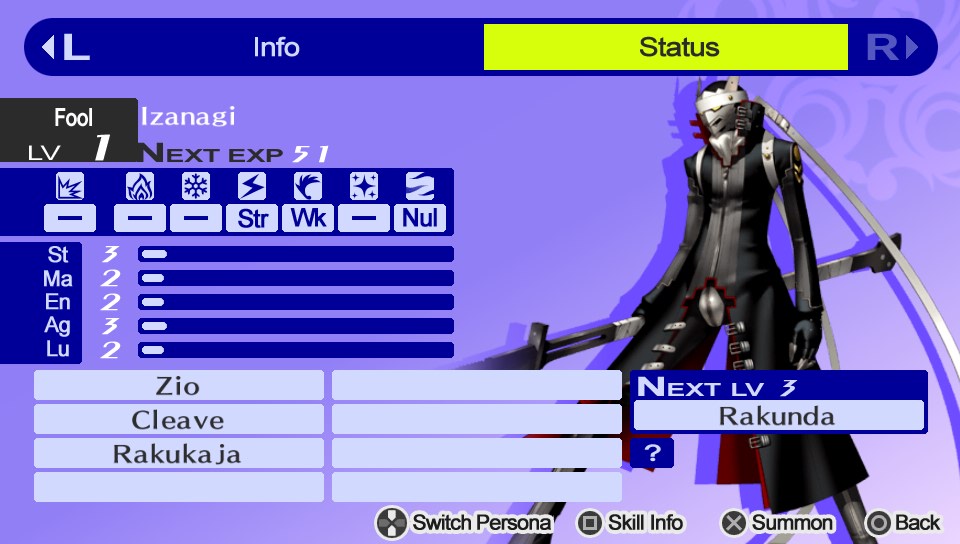 L Info Status R
Fool Izanagi
LV 1 NEXT EXP 51
— — — Str Wk — Nul
St 3
Ma 2
En 2
Ag 3
Lu 2
Zio
Cleave
Rakukaja
NEXT LV 3
Rakunda
?
Switch Persona Skill Info Summon Back